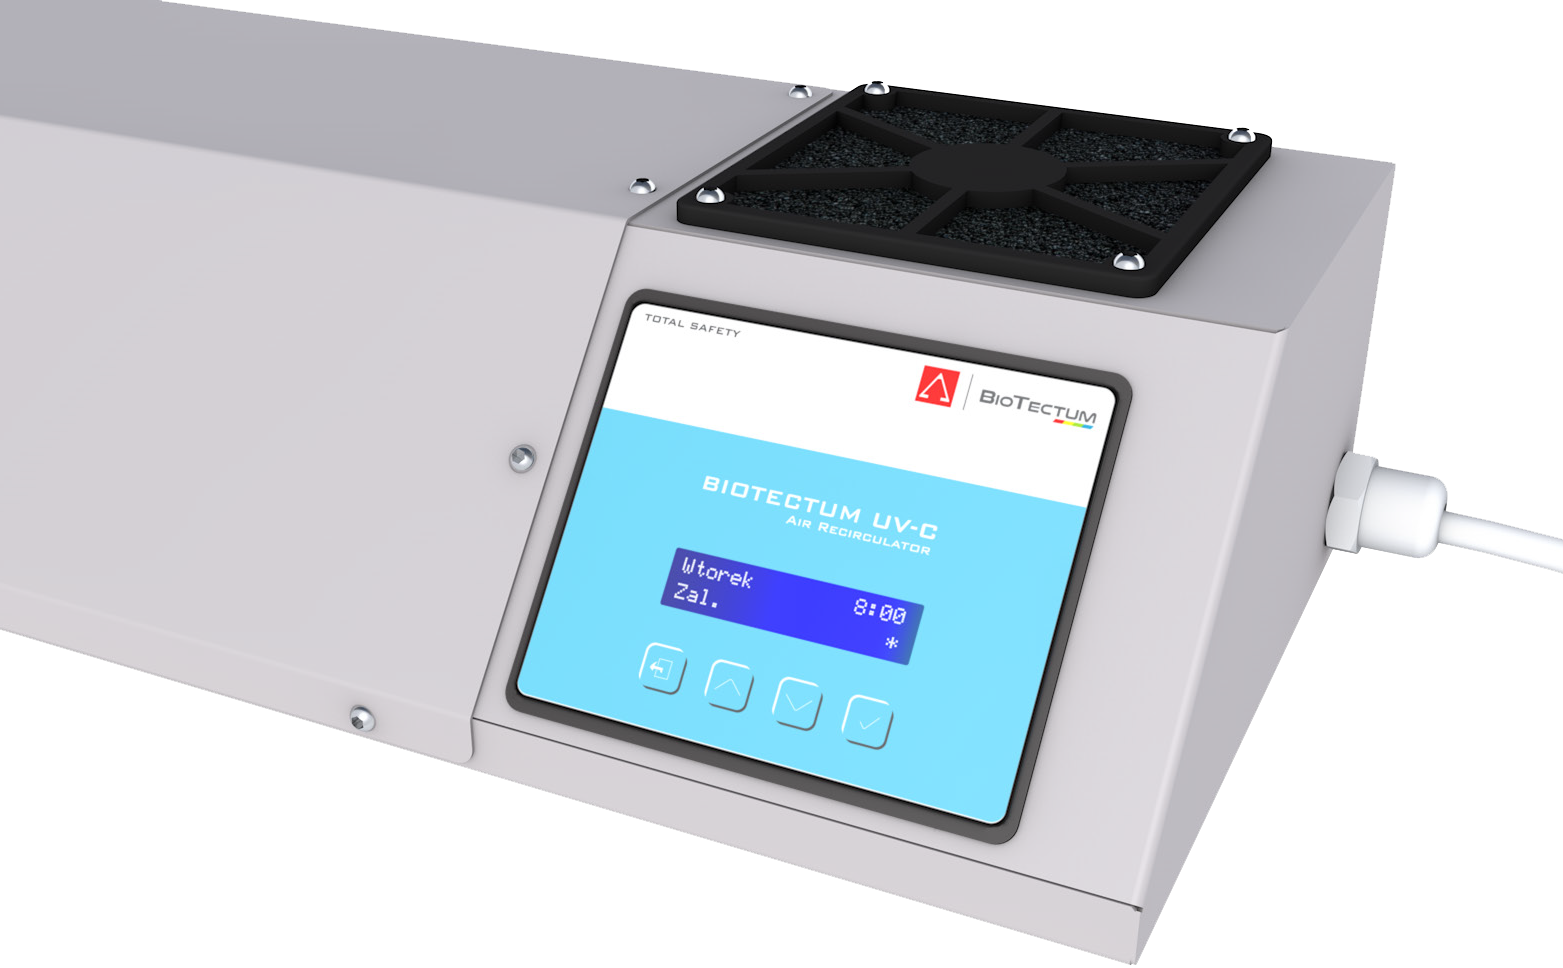 TOTAL SAFETY
BIOTECTUM
BIOTECTUM UV-C
AIR RECIRCULATOR
Wtorek 8:00
Zal. *